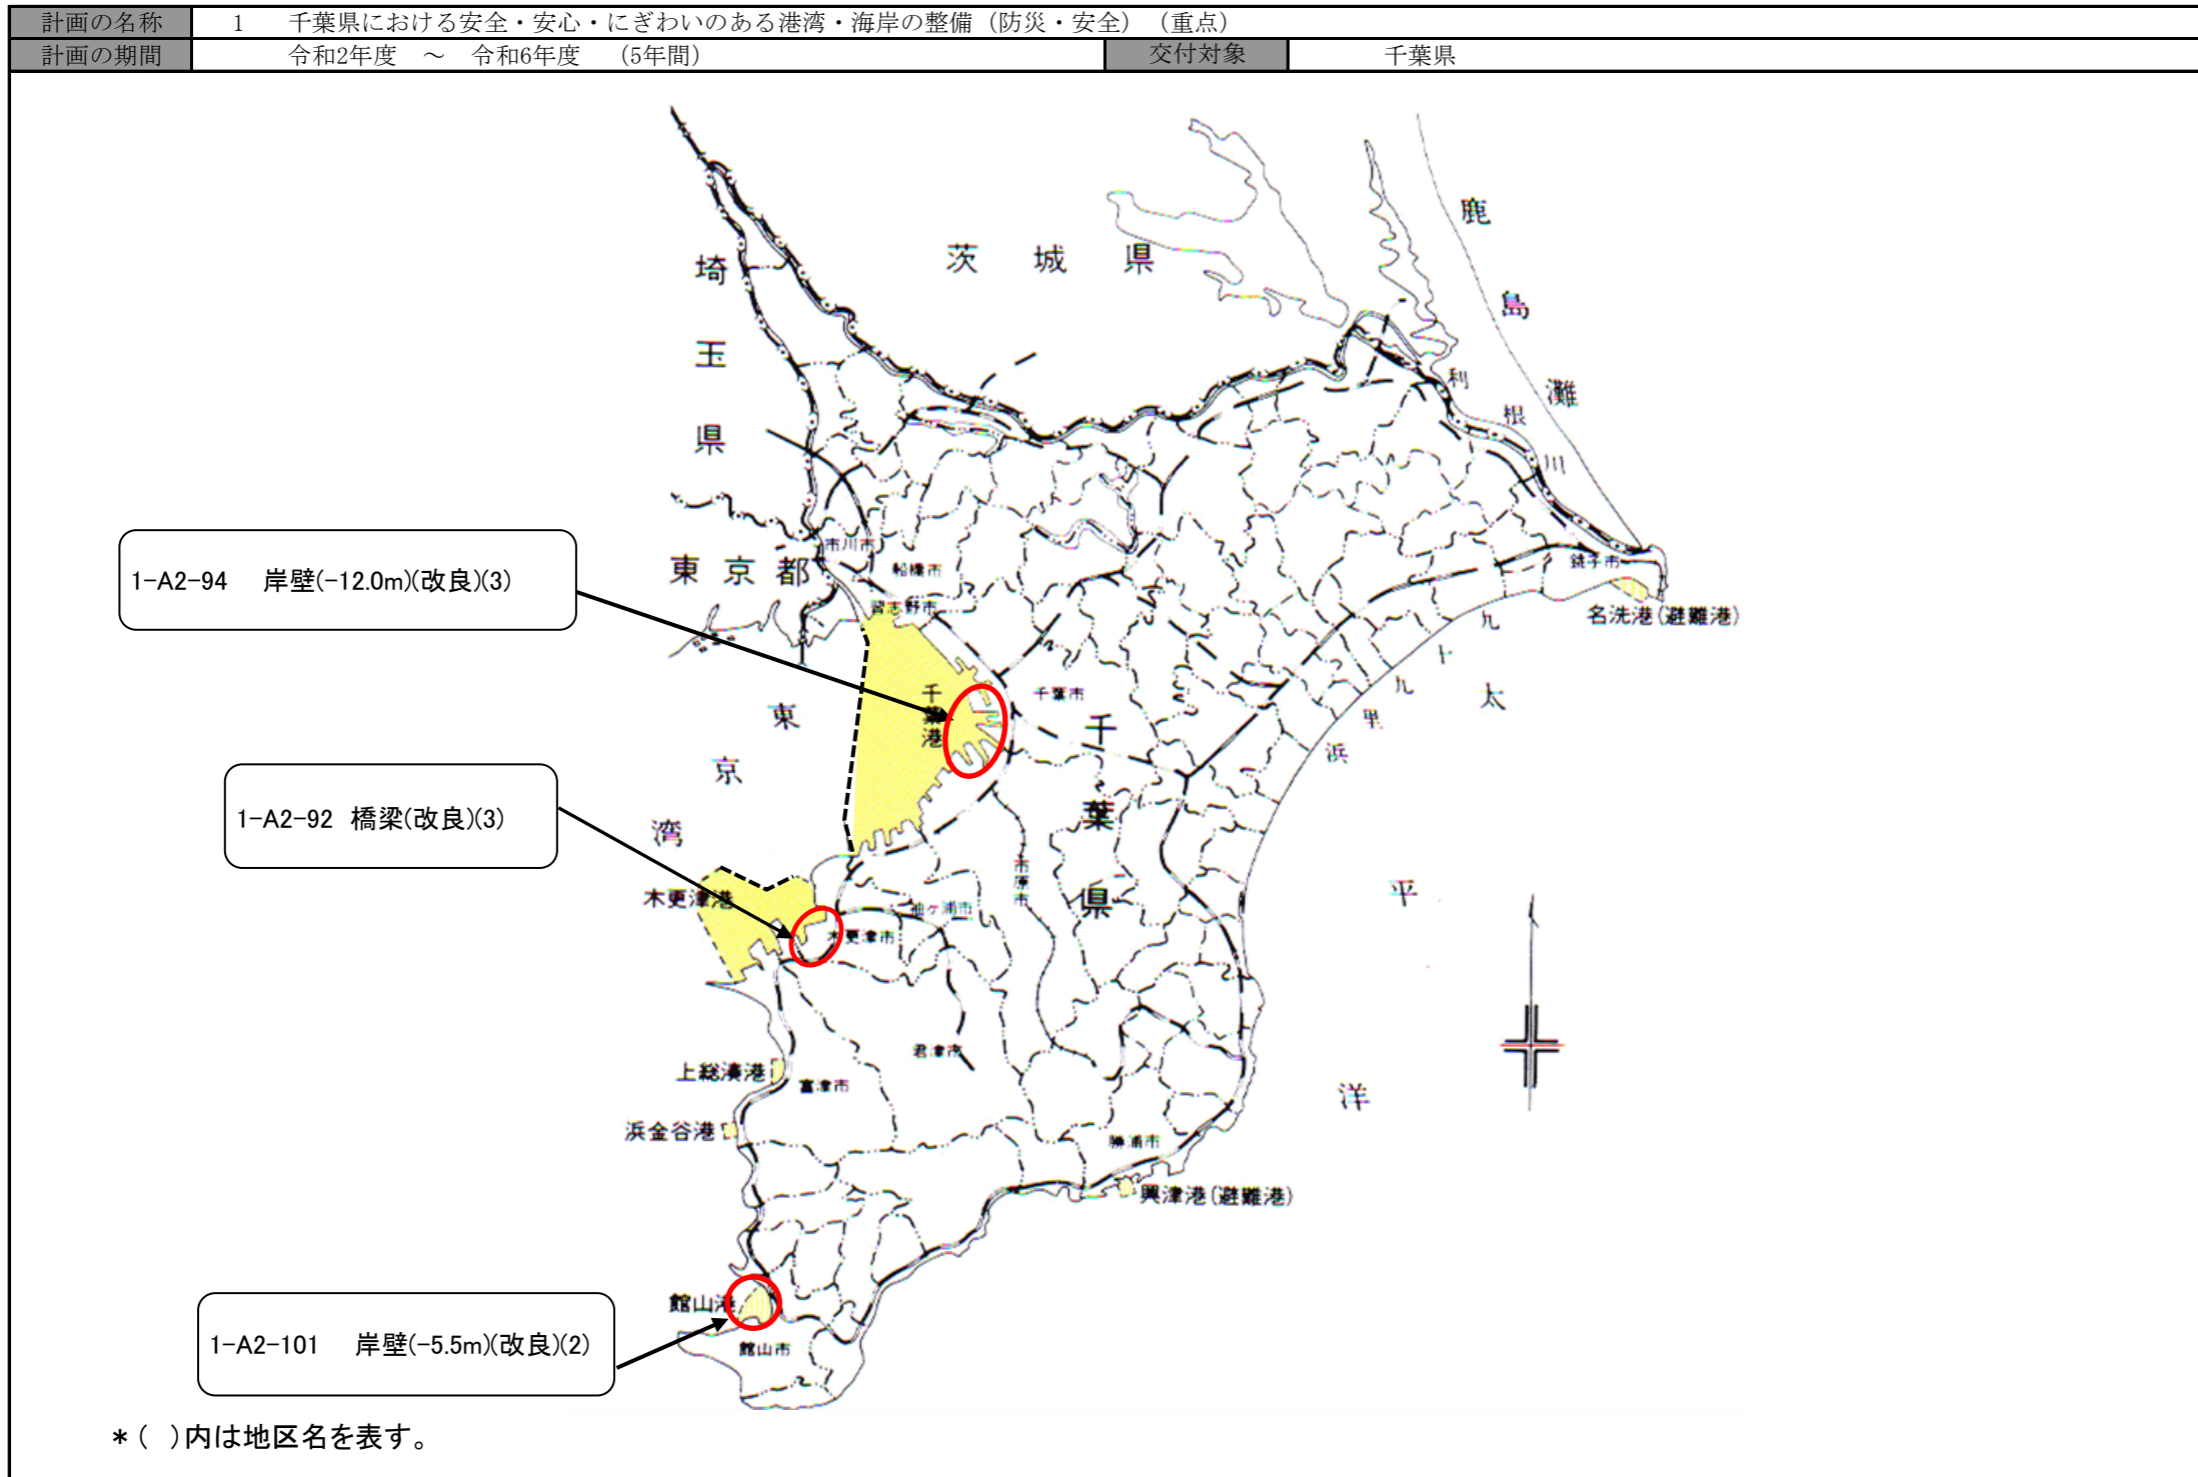 計画の名称 1 千葉県における安全・安心・にぎわいのある港湾・海岸の整備（防災・安全）（重点）
計画の期間 令和2年度 ～ 令和6年度 （5年間） 交付対象 千葉県
鹿島灘
茨城県
埼玉県
利根川
市川市
東京都
船橋市
銚子市
1-A2-94 岸壁(-12.0m)(改良)(3)
習志野市
名洗港(避難港)
九十九里浜
千葉港
千葉市
太平洋
東京湾
千葉県
1-A2-92 橋梁(改良)(3)
市原市
木更津港
袖ヶ浦市
木更津市
君津市
上総湊港
富津市
浜金谷港
勝浦市
興津港(避難港)
館山港
1-A2-101 岸壁(-5.5m)(改良)(2)
館山市
＊（ ）内は地区名を表す。